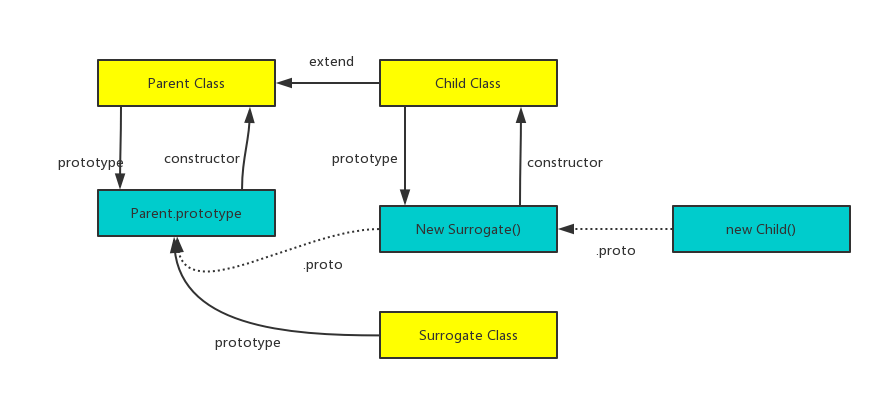 extend
Parent Class
Child Class
prototype
constructor
prototype
constructor
Parent.prototype
New Surrogate()
new Child()
.proto
.proto
Surrogate Class
prototype